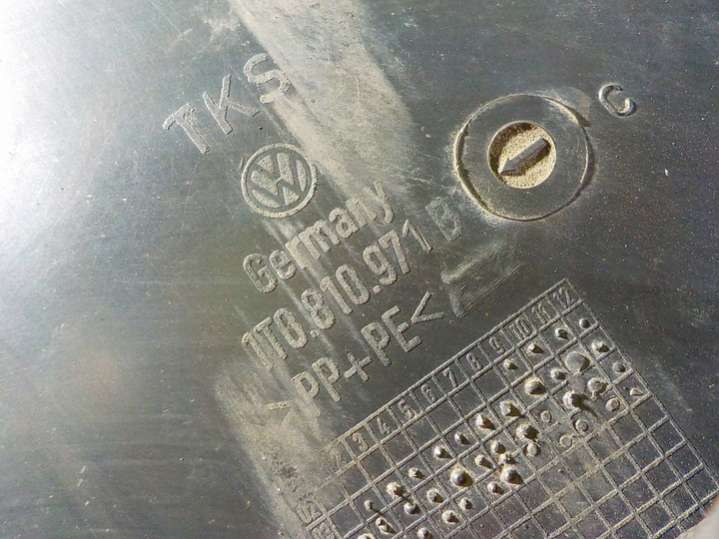 TKS
C
VW
Germany
1T0.810.971 B
>PP+PE<
2 3 4 5 6 7 8 9 10 11 12